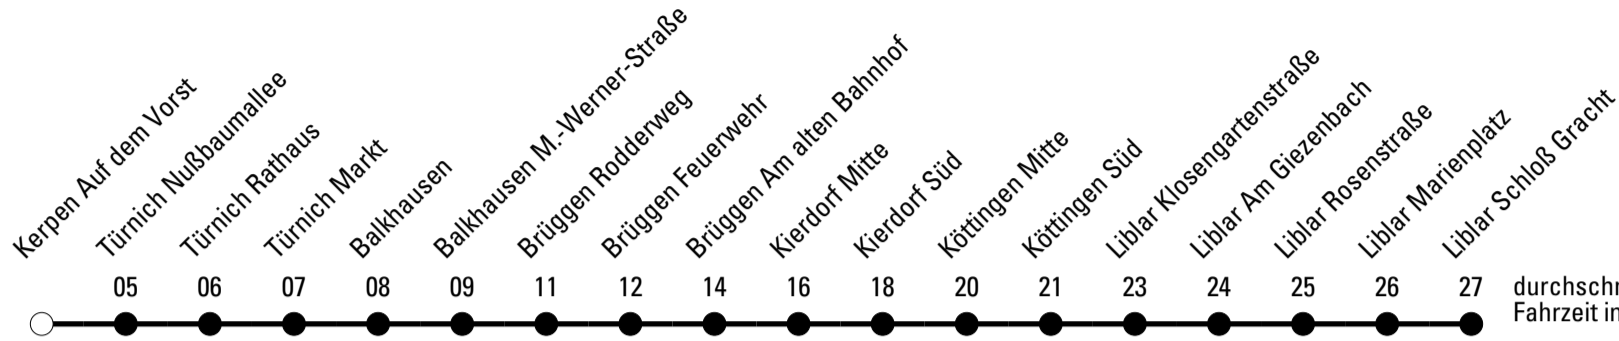 Kerpen Auf dem Vorst
Türnich Nußbaumallee
Türnich Rathaus
Türnich Markt
Balkhausen
Balkhausen M.-Werner-Straße
Brüggen Rodderweg
Brüggen Feuerwehr
Brüggen Am alten Bahnhof
Kierdorf Mitte
Kierdorf Süd
Köttingen Mitte
Köttingen Süd
Liblar Klosengartenstraße
Liblar Am Giezenbach
Liblar Rosenstraße
Liblar Marienplatz
Liblar Schloß Gracht
05 06 07 08 09 11 12 14 16 18 20 21 23 24 25 26 27
Fahrzeit in